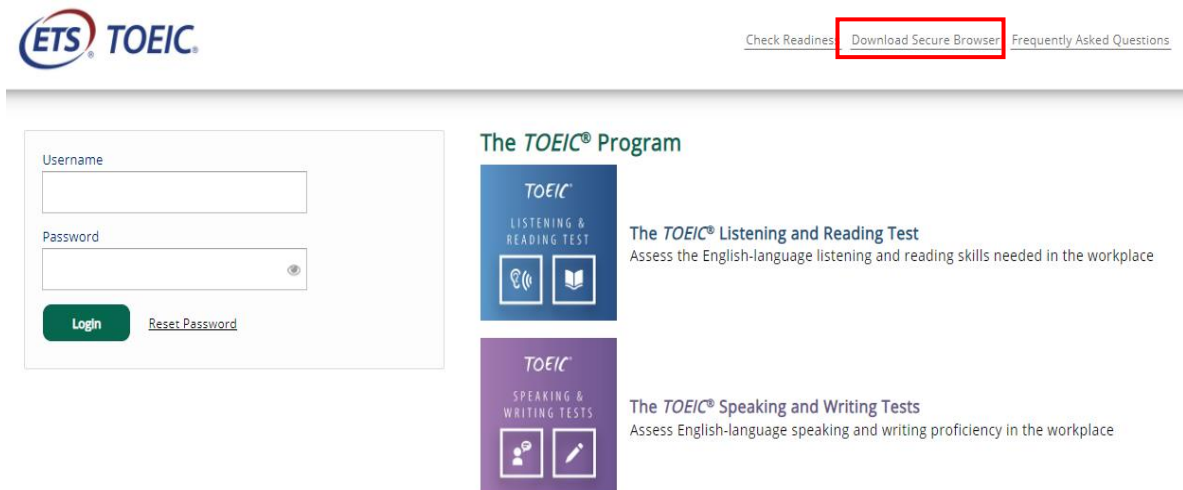 ETS® TOEIC®
Check Readiness Download Secure Browser Frequently Asked Questions
Username
Password
Login Reset Password
The TOEIC® Program
TOEIC®
LISTENING &
READING TEST
The TOEIC® Listening and Reading Test
Assess the English-language listening and reading skills needed in the workplace
TOEIC®
SPEAKING &
WRITING TESTS
The TOEIC® Speaking and Writing Tests
Assess English-language speaking and writing proficiency in the workplace